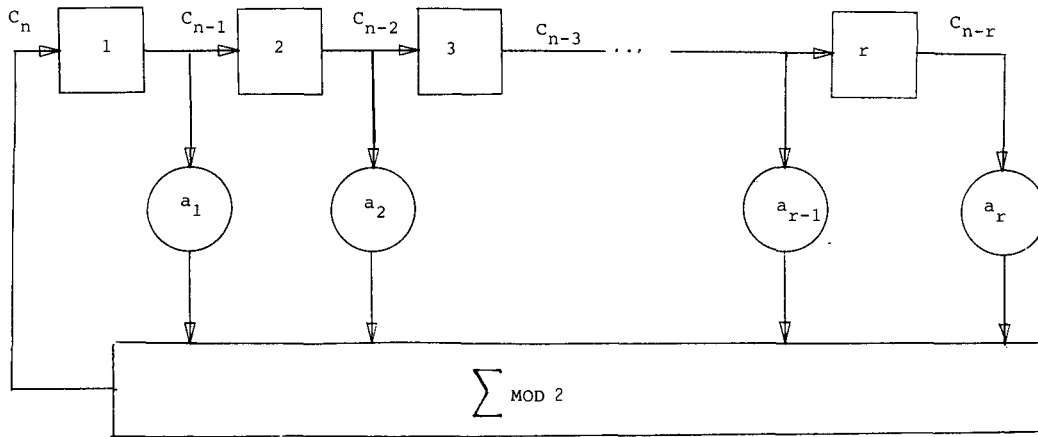 C_n C_{n-1} C_{n-2} C_{n-3} ... C_{n-r}
1 2 3 r
a_1 a_2 a_{r-1} a_r
∑ MOD 2